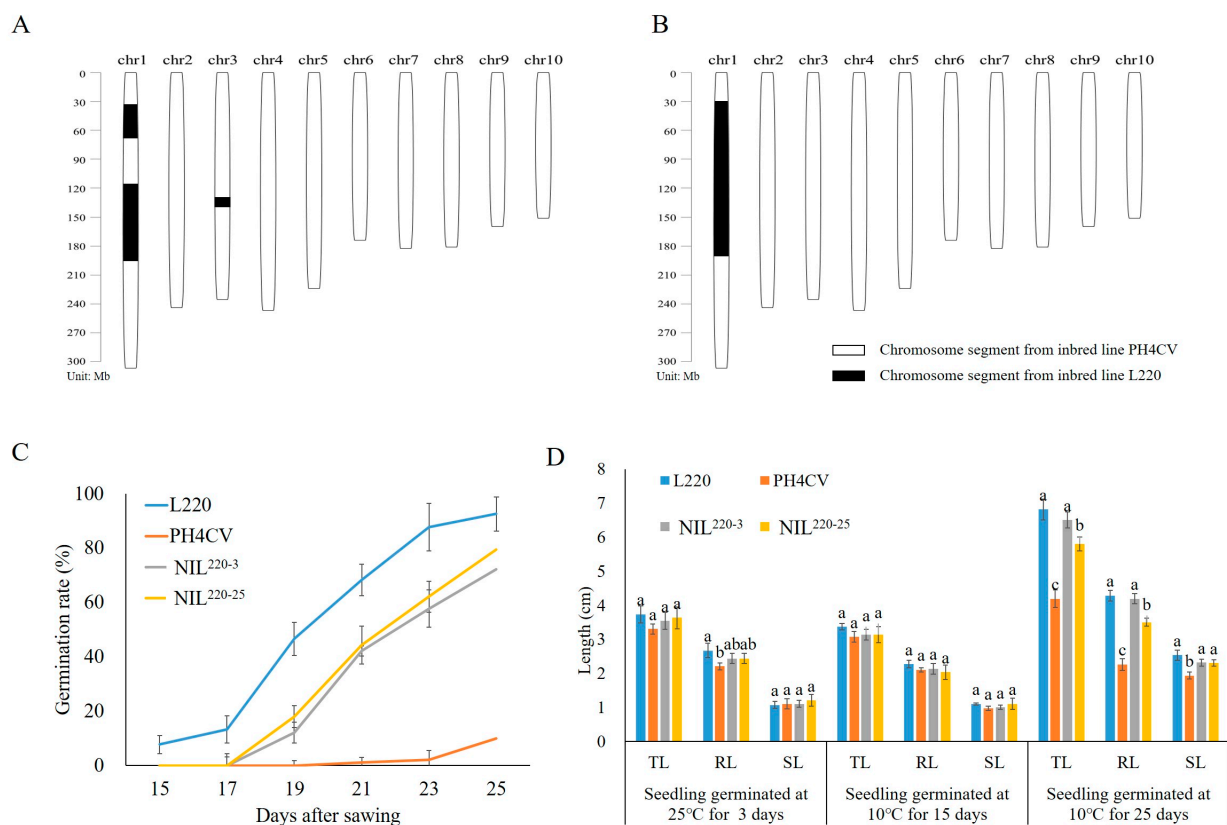 A
chr1 chr2 chr3 chr4 chr5 chr6 chr7 chr8 chr9 chr10
0
30
60
90
120
150
180
210
240
270
300
Unit: Mb
B
chr1 chr2 chr3 chr4 chr5 chr6 chr7 chr8 chr9 chr10
0
30
60
90
120
150
180
210
240
270
300
Unit: Mb
Chromosome segment from inbred line PH4CV
Chromosome segment from inbred line L220
C
Germination rate (%)
100
80
60
40
20
0
L220
PH4CV
NIL220-3
NIL220-25
15 17 19 21 23 25
Days after sawing
D
Length (cm)
8
7
6
5
4
3
2
1
0
L220 PH4CV
NIL220-3 NIL220-25
a a a a a b ab ab a a a a
a a a a a a a a a a a a
a c a b a c a b a b a a
TL RL SL TL RL SL TL RL SL
Seedling germinated at
25°C for 3 days
Seedling germinated at
10°C for 15 days
Seedling germinated at
10°C for 25 days